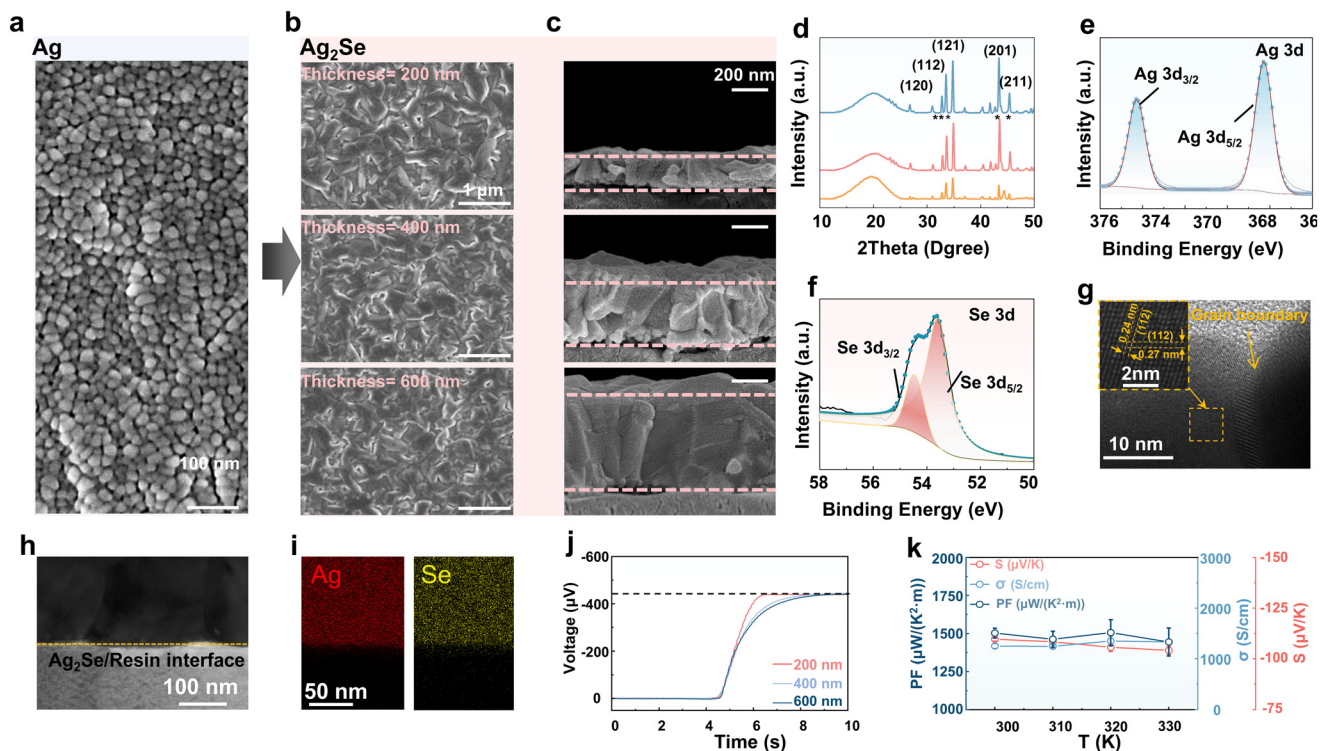 a
Ag
100 nm
b
Ag₂Se
Thickness= 200 nm
1 μm
Thickness= 400 nm
Thickness= 600 nm
c
200 nm
d
Intensity (a.u.)
(120)
(112)
(121)
(201)
(211)
** * * *
10 20 30 40 50
2Theta (Dgree)
e
Intensity (a.u.)
Ag 3d
Ag 3d3/2
Ag 3d5/2
376 374 370 368 36
Binding Energy (eV)
f
Intensity (a.u.)
Se 3d
Se 3d3/2
Se 3d5/2
58 56 54 52 50
Binding Energy (eV)
g
Grain boundary
0.24 nm
(112)
(112)
0.27 nm
2nm
10 nm
h
Ag₂Se/Resin interface
100 nm
i
Ag
Se
50 nm
j
Voltage (μV)
-600
-400
-200
0
200 nm
400 nm
600 nm
0 2 4 6 8 10
Time (s)
k
PF (μW/(K²·m))
2000
1750
1500
1250
1000
S (μV/K)
σ (S/cm)
PF (μW/(K²·m))
300 310 320 330
T (K)
3000
2000
1000
0
σ (S/cm)
-150
-125
-100
-75
S (μV/K)